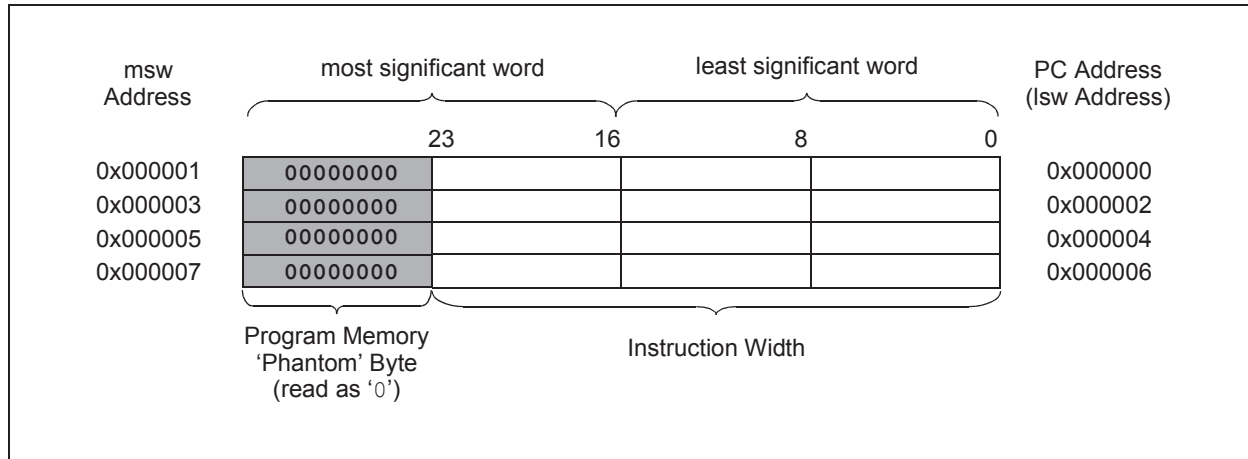 msw
Address
most significant word
least significant word
PC Address
(lsw Address)
23
16
8
0
0x000001
00000000
0x000000
0x000003
00000000
0x000002
0x000005
00000000
0x000004
0x000007
00000000
0x000006
Program Memory
‘Phantom’ Byte
(read as ‘0’)
Instruction Width